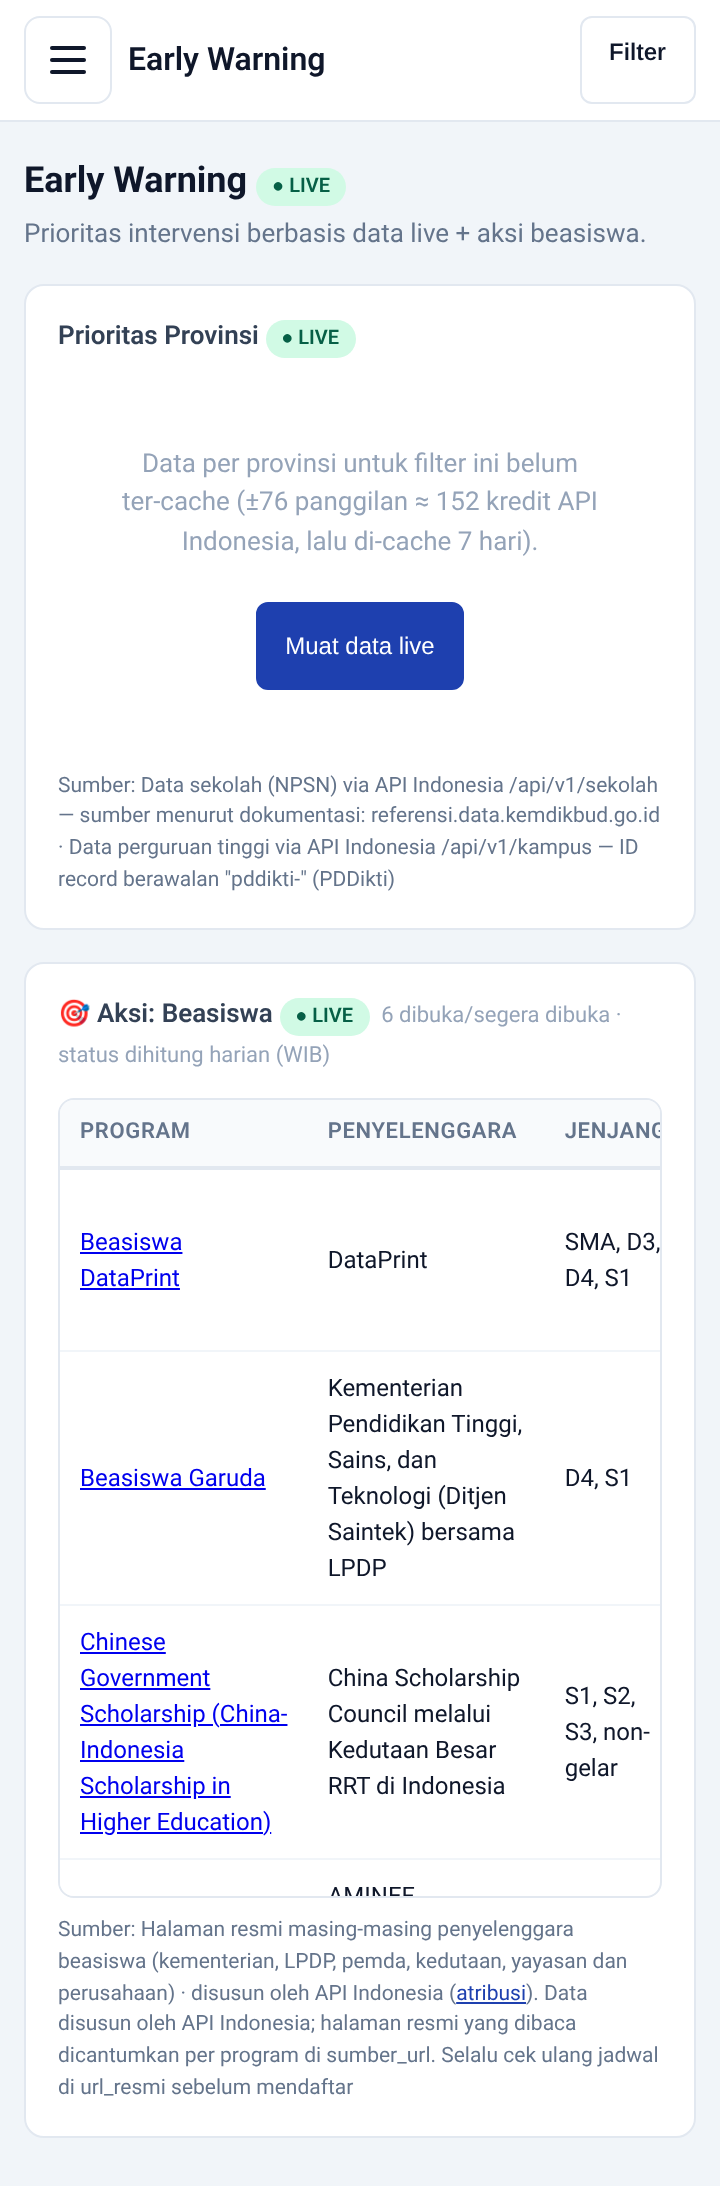 Early Warning
Filter
Early Warning ● LIVE
Prioritas intervensi berbasis data live + aksi beasiswa.
Prioritas Provinsi ● LIVE
Data per provinsi untuk filter ini belum
ter-cache (±76 panggilan ≈ 152 kredit API
Indonesia, lalu di-cache 7 hari).
Muat data live
Sumber: Data sekolah (NPSN) via API Indonesia /api/v1/sekolah
— sumber menurut dokumentasi: referensi.data.kemdikbud.go.id
· Data perguruan tinggi via API Indonesia /api/v1/kampus — ID
record berawalan "pddikti-" (PDDikti)
🎯 Aksi: Beasiswa ● LIVE 6 dibuka/segera dibuka ·
status dihitung harian (WIB)
PROGRAM PENYELENGGARA JENJANG
Beasiswa
DataPrint
DataPrint
SMA, D3,
D4, S1
Beasiswa Garuda
Kementerian
Pendidikan Tinggi,
Sains, dan
Teknologi (Ditjen
Saintek) bersama
LPDP
D4, S1
Chinese
Government
Scholarship (China-
Indonesia
Scholarship in
Higher Education)
China Scholarship
Council melalui
Kedutaan Besar
RRT di Indonesia
S1, S2,
S3, non-
gelar
Sumber: Halaman resmi masing-masing penyelenggara
beasiswa (kementerian, LPDP, pemda, kedutaan, yayasan dan
perusahaan) · disusun oleh API Indonesia (atribusi). Data
disusun oleh API Indonesia; halaman resmi yang dibaca
dicantumkan per program di sumber_url. Selalu cek ulang jadwal
di url_resmi sebelum mendaftar